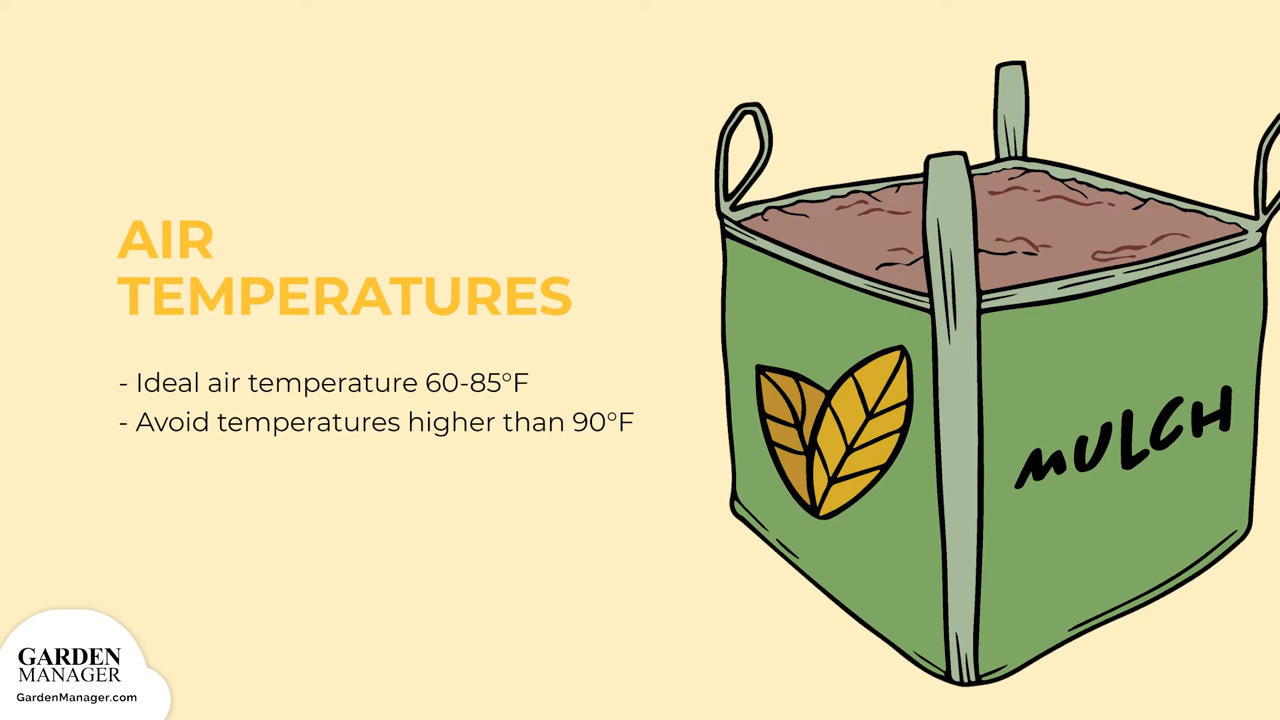 AIR
TEMPERATURES
- Ideal air temperature 60-85°F
- Avoid temperatures higher than 90°F
MULCH
GARDEN
MANAGER
GardenManager.com